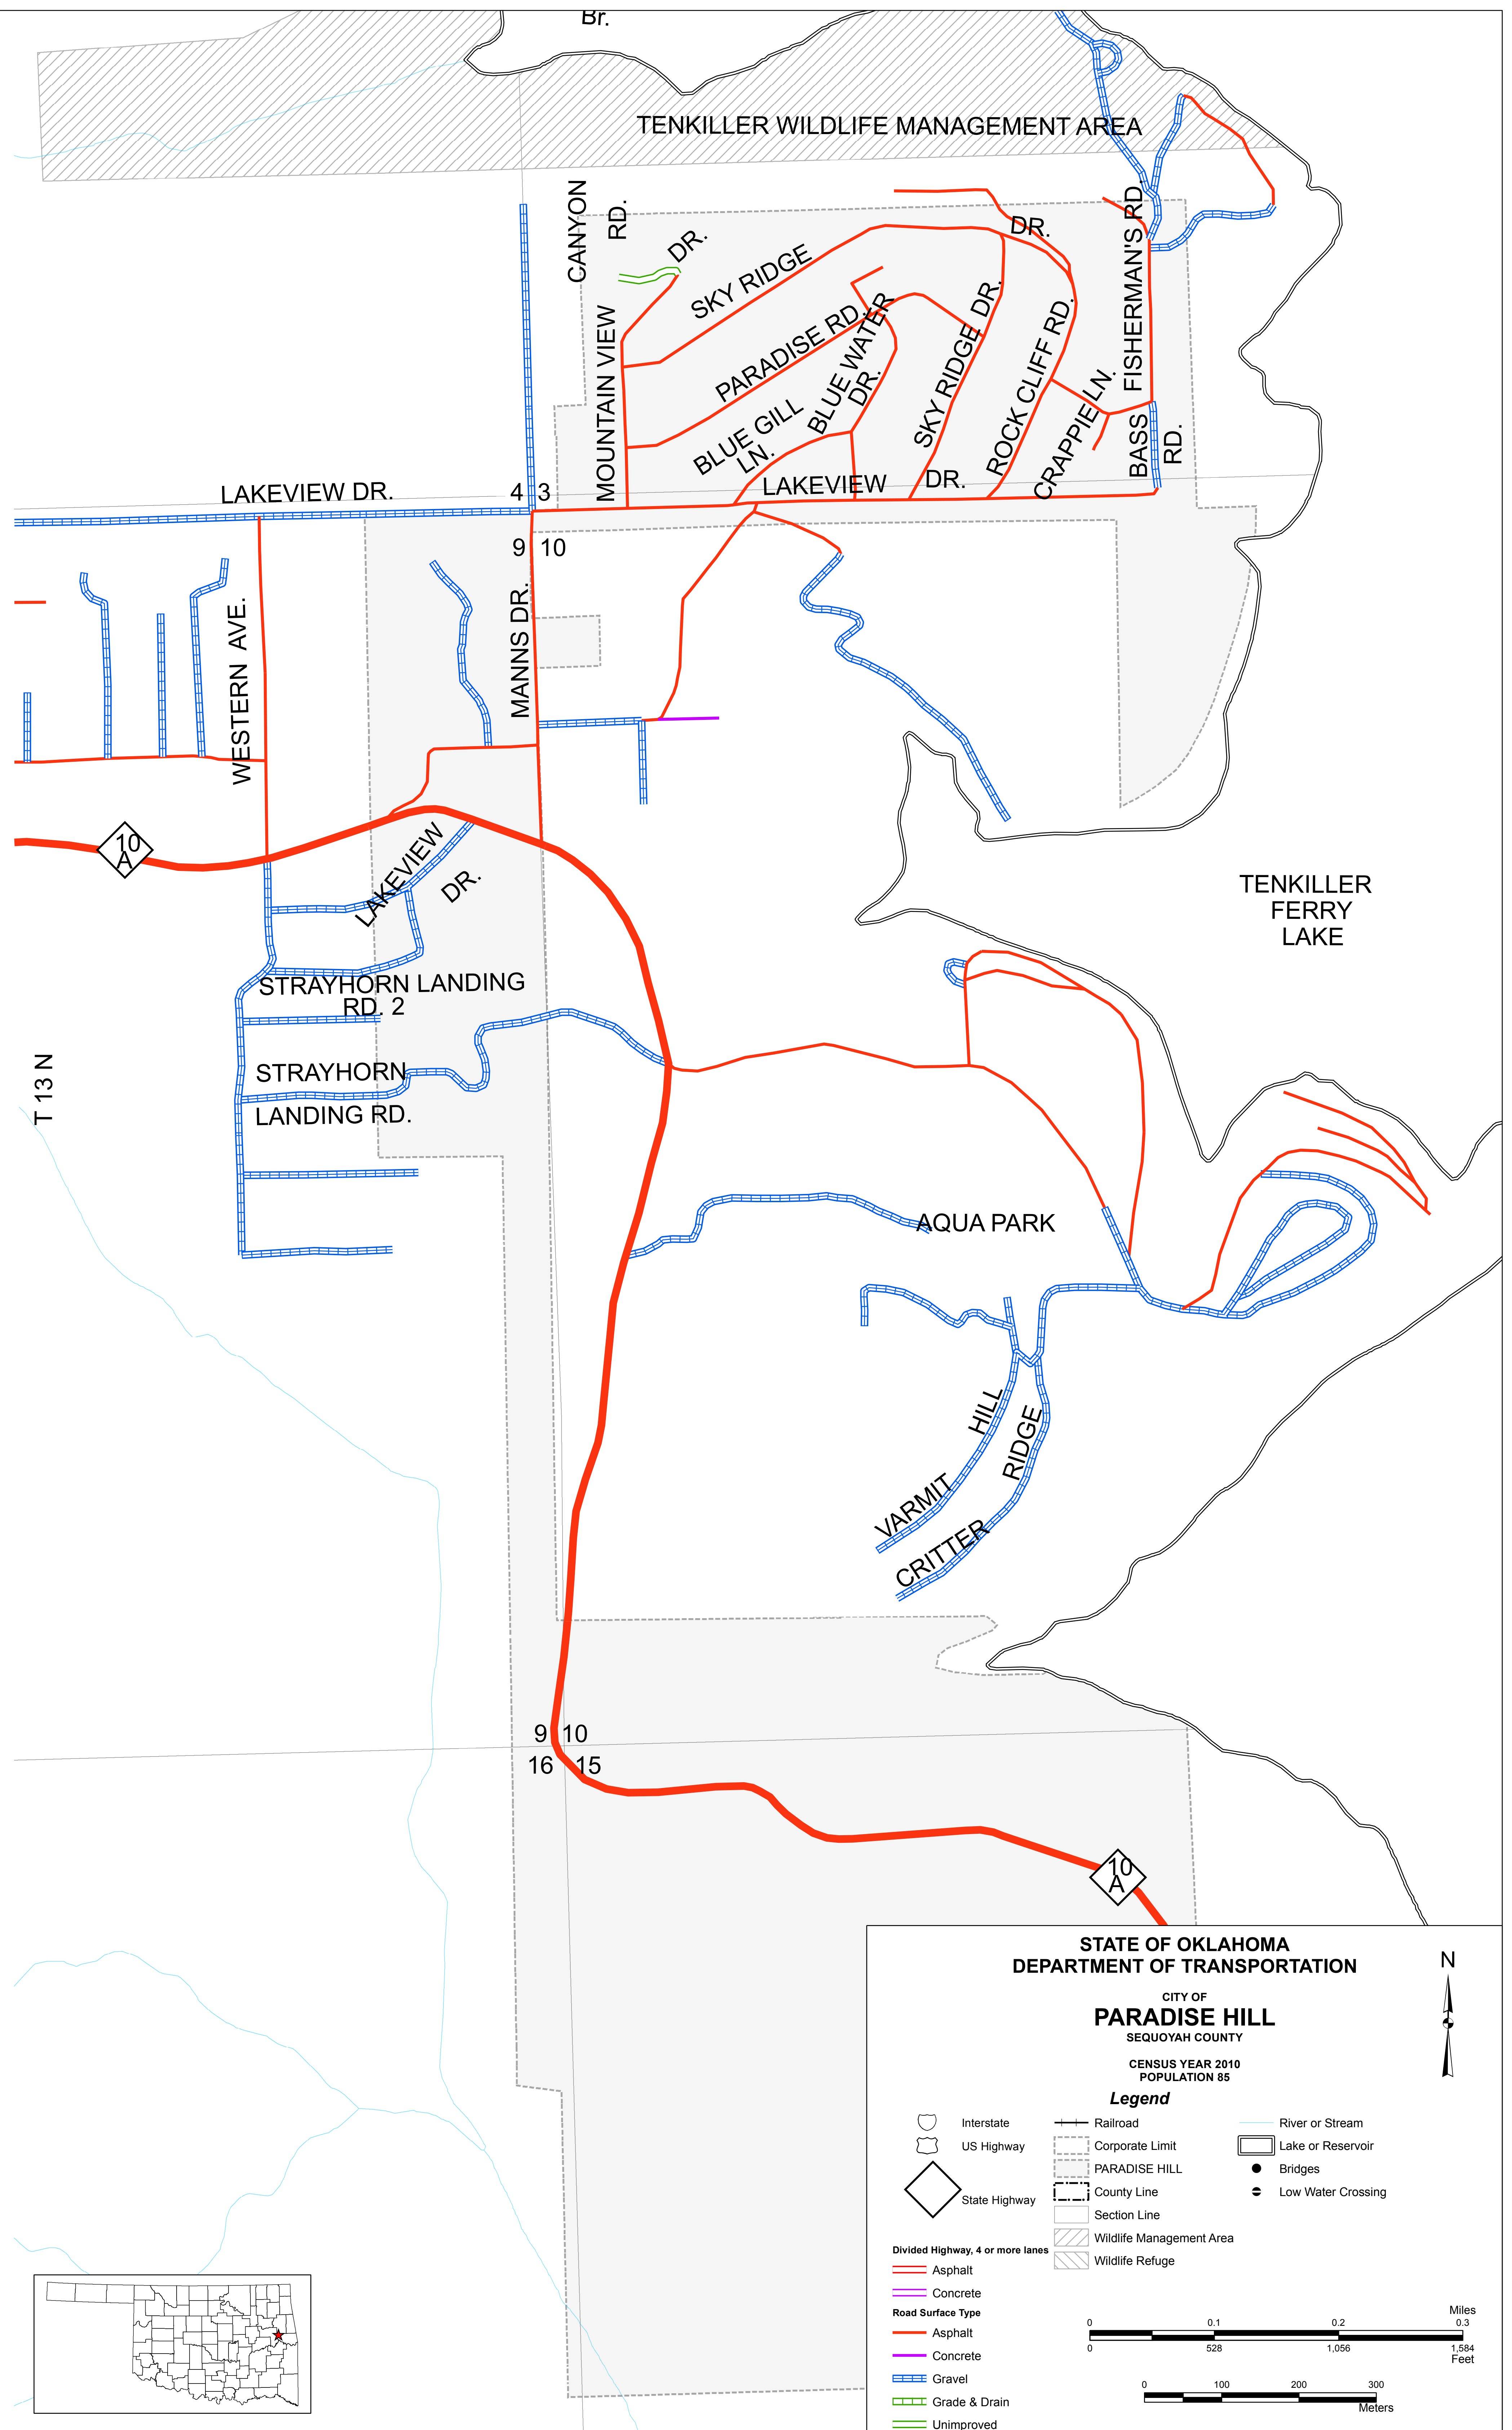 Br.
TENKILLER WILDLIFE MANAGEMENT AREA
CANYON
RD.
DR.
SKY RIDGE
DR.
FISHERMAN'S RD.
MOUNTAIN VIEW
PARADISE RD.
BLUE WATER
DR.
SKY RIDGE DR.
ROCK CLIFF RD.
FISHERMAN'S
BLUE GILL
LN.
CRAPPIE LN.
BASS
RD.
LAKEVIEW DR.
4 3
LAKEVIEW DR.
9 10
WESTERN AVE.
MANNS DR.
10
A
LAKEVIEW
DR.
TENKILLER
FERRY
LAKE
STRAYHORN LANDING
RD. 2
T 13 N
STRAYHORN
LANDING RD.
AQUA PARK
VARMIT HILL
CRITTER RIDGE
9 10
16 15
10
A
STATE OF OKLAHOMA
DEPARTMENT OF TRANSPORTATION
N
CITY OF
PARADISE HILL
SEQUOYAH COUNTY
CENSUS YEAR 2010
POPULATION 85
Legend
Interstate
US Highway
State Highway
Railroad
Corporate Limit
PARADISE HILL
County Line
Section Line
Wildlife Management Area
Wildlife Refuge
River or Stream
Lake or Reservoir
Bridges
Low Water Crossing
Divided Highway, 4 or more lanes
Asphalt
Concrete
Road Surface Type
Asphalt
Concrete
Gravel
Grade & Drain
Unimproved
Miles
0 0.1 0.2 0.3
0 528 1,056 1,584
Feet
0 100 200 300
Meters